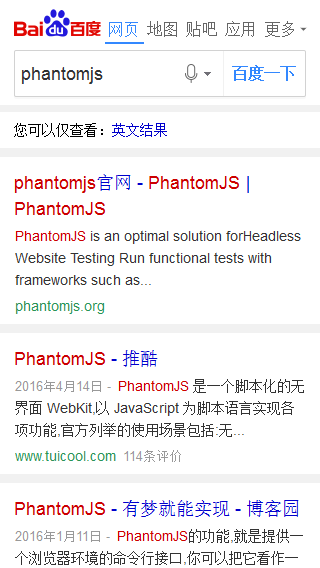 Bai du 百度 网页 地图 贴吧 应用 更多
phantomjs 百度一下
您可以仅查看：英文结果
phantomjs官网 - PhantomJS |
PhantomJS
PhantomJS is an optimal solution forHeadless
Website Testing Run functional tests with
frameworks such as...
phantomjs.org
PhantomJS - 推酷
2016年4月14日 - PhantomJS 是一个脚本化的无
界面 WebKit,以 JavaScript 为脚本语言实现各
项功能,官方列举的使用场景包括:无...
www.tuicool.com 114条评价
PhantomJS - 有梦就能实现 - 博客园
2016年1月11日 - PhantomJS的功能,就是提供一
个浏览器环境的命令行接口,你可以把它看作一